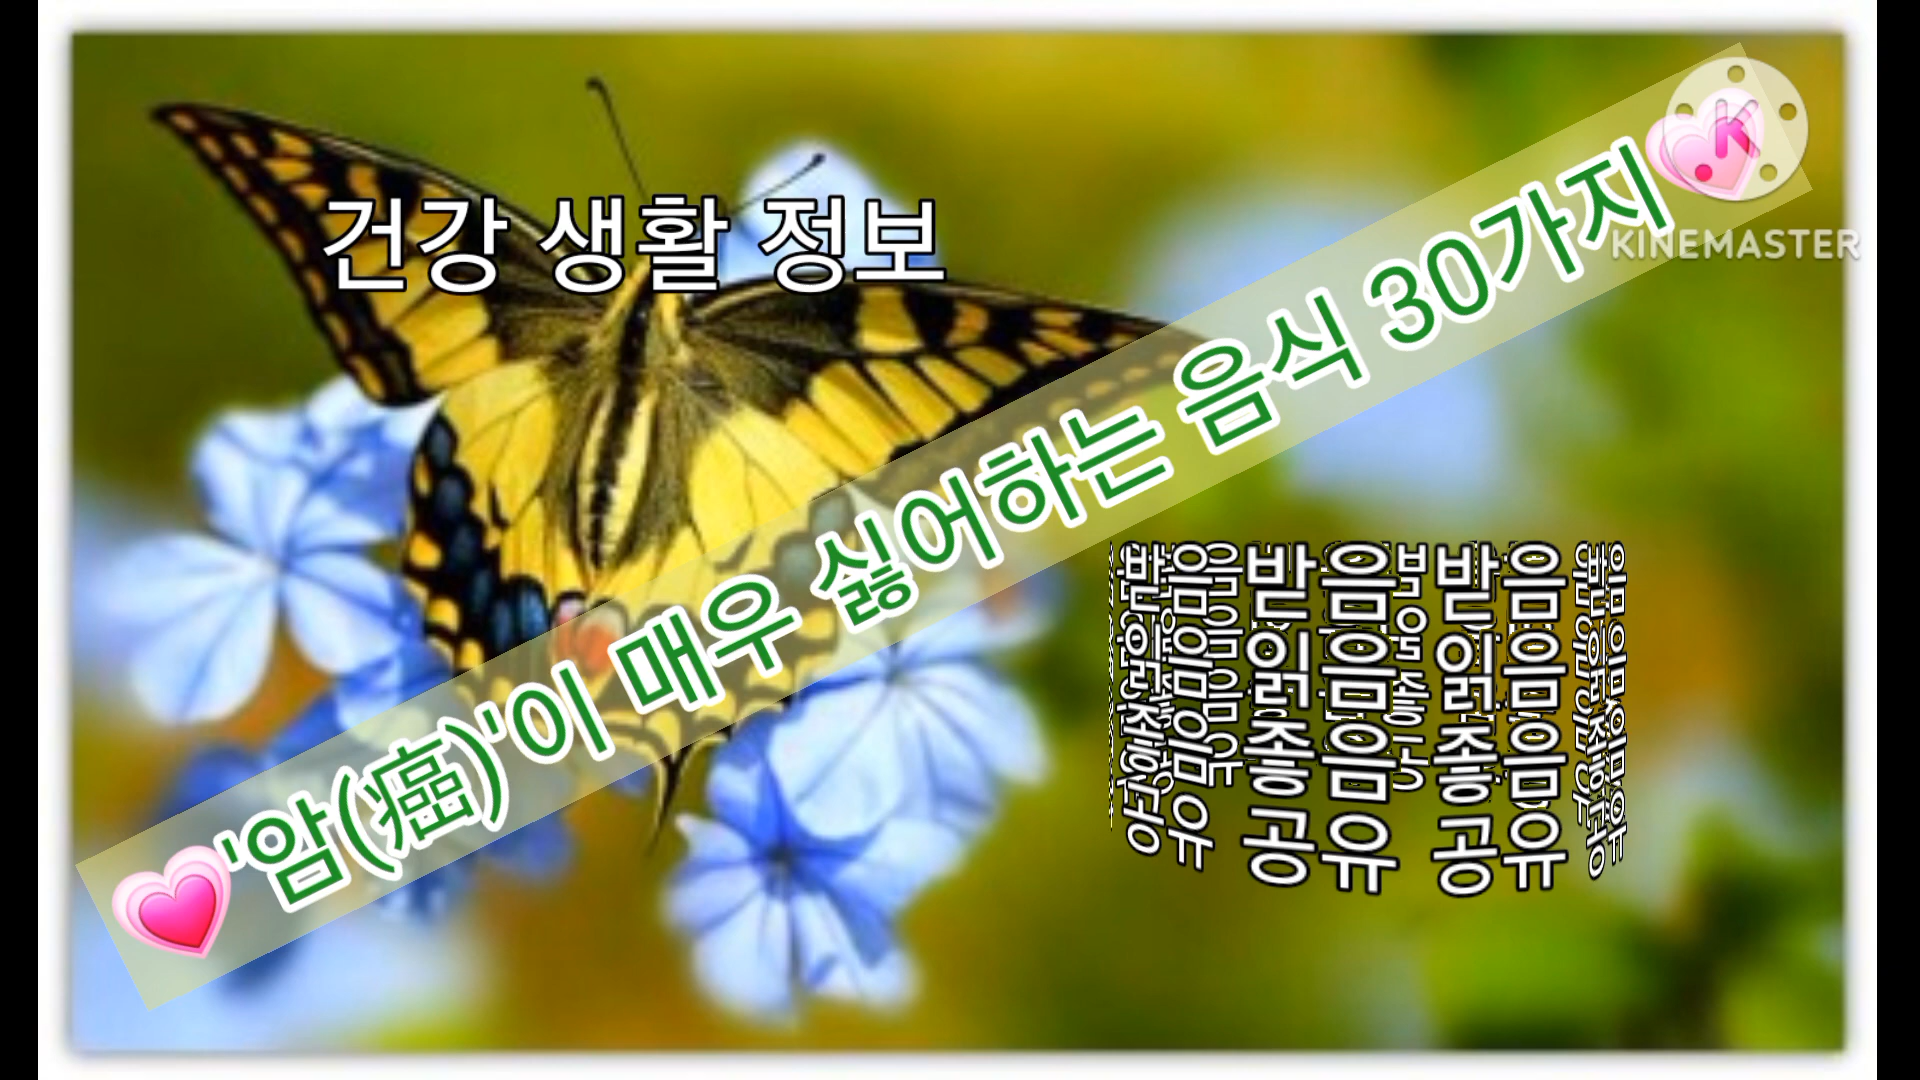 건강 생활 정보
💗'암(癌)'이 매우 싫어하는 음식 30가지💗
K
KINEMASTER
받음 받음
읽음 읽음
좋음 좋음
공유 공유